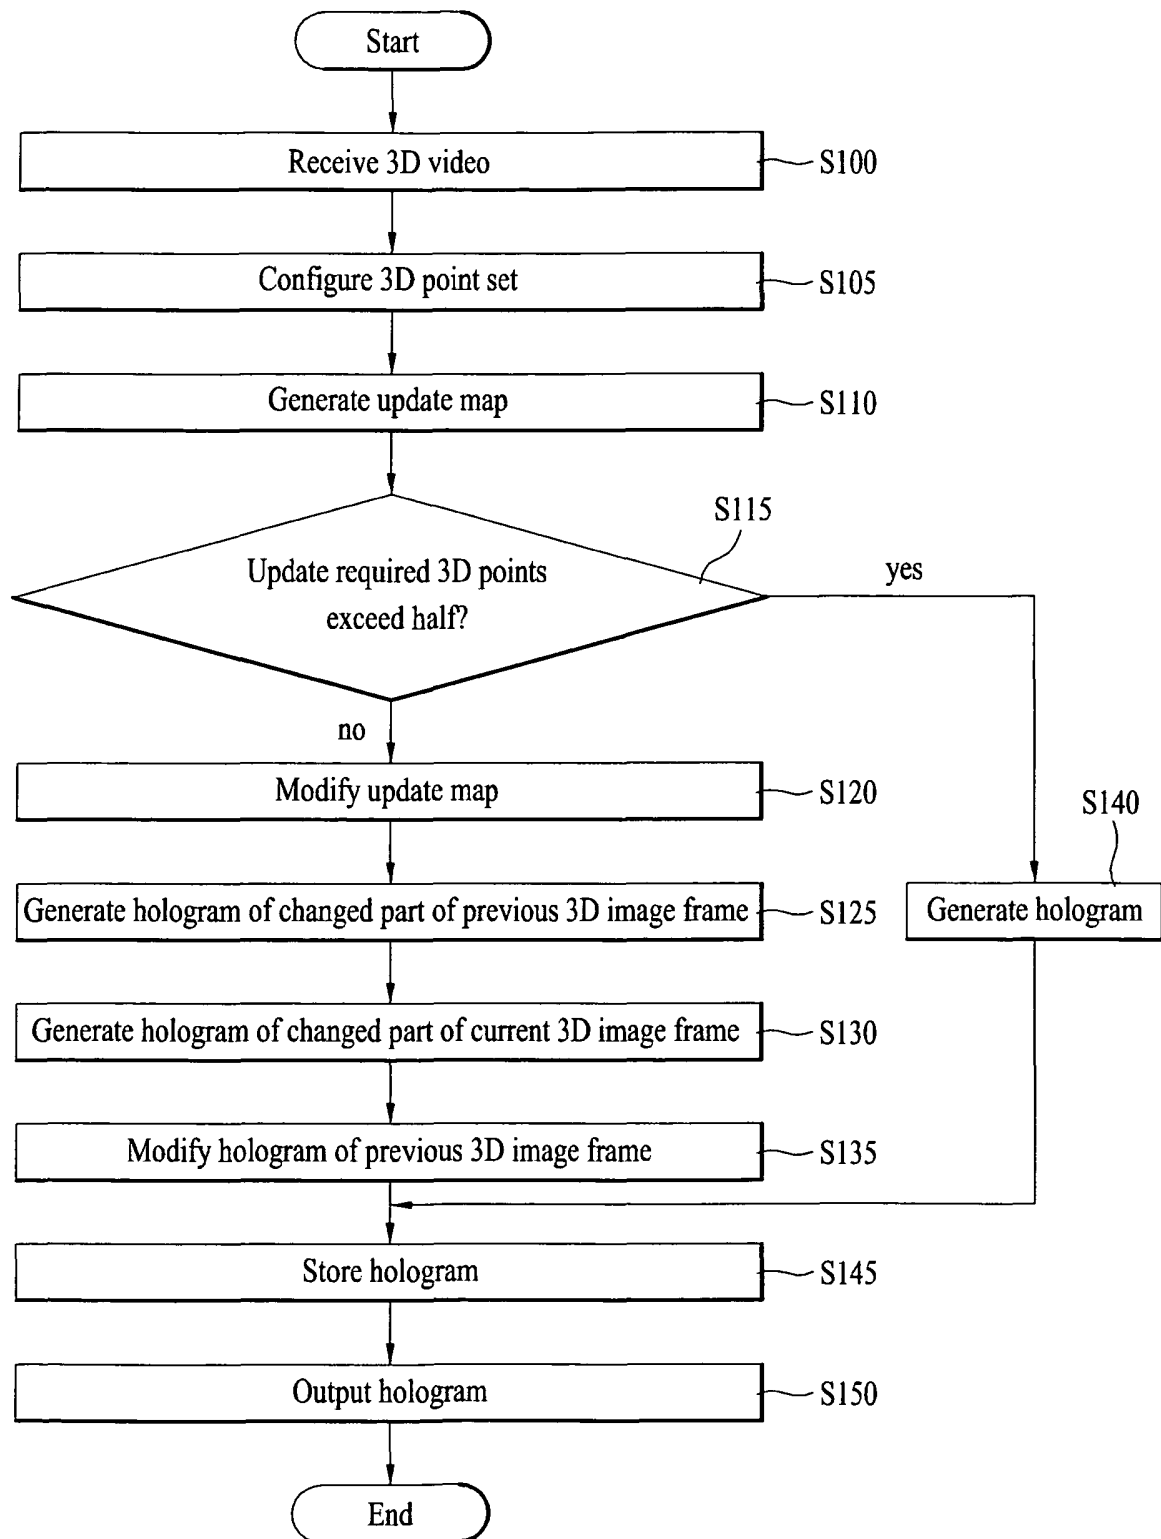 Start
Receive 3D video
S100
Configure 3D point set
S105
Generate update map
S110
S115
Update required 3D points
exceed half?
yes
no
Modify update map
S120
S140
Generate hologram of changed part of previous 3D image frame
S125
Generate hologram
Generate hologram of changed part of current 3D image frame
S130
Modify hologram of previous 3D image frame
S135
Store hologram
S145
Output hologram
S150
End